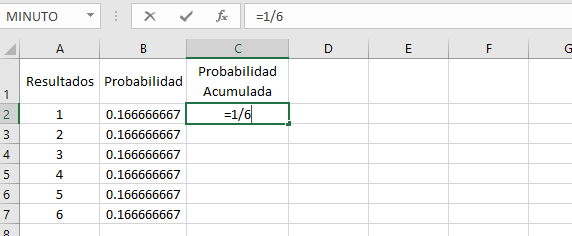 MINUTO fx =1/6
A B C D E F G
1 Resultados Probabilidad Probabilidad
Acumulada
2 1 0.166666667 =1/6
3 2 0.166666667
4 3 0.166666667
5 4 0.166666667
6 5 0.166666667
7 6 0.166666667
8